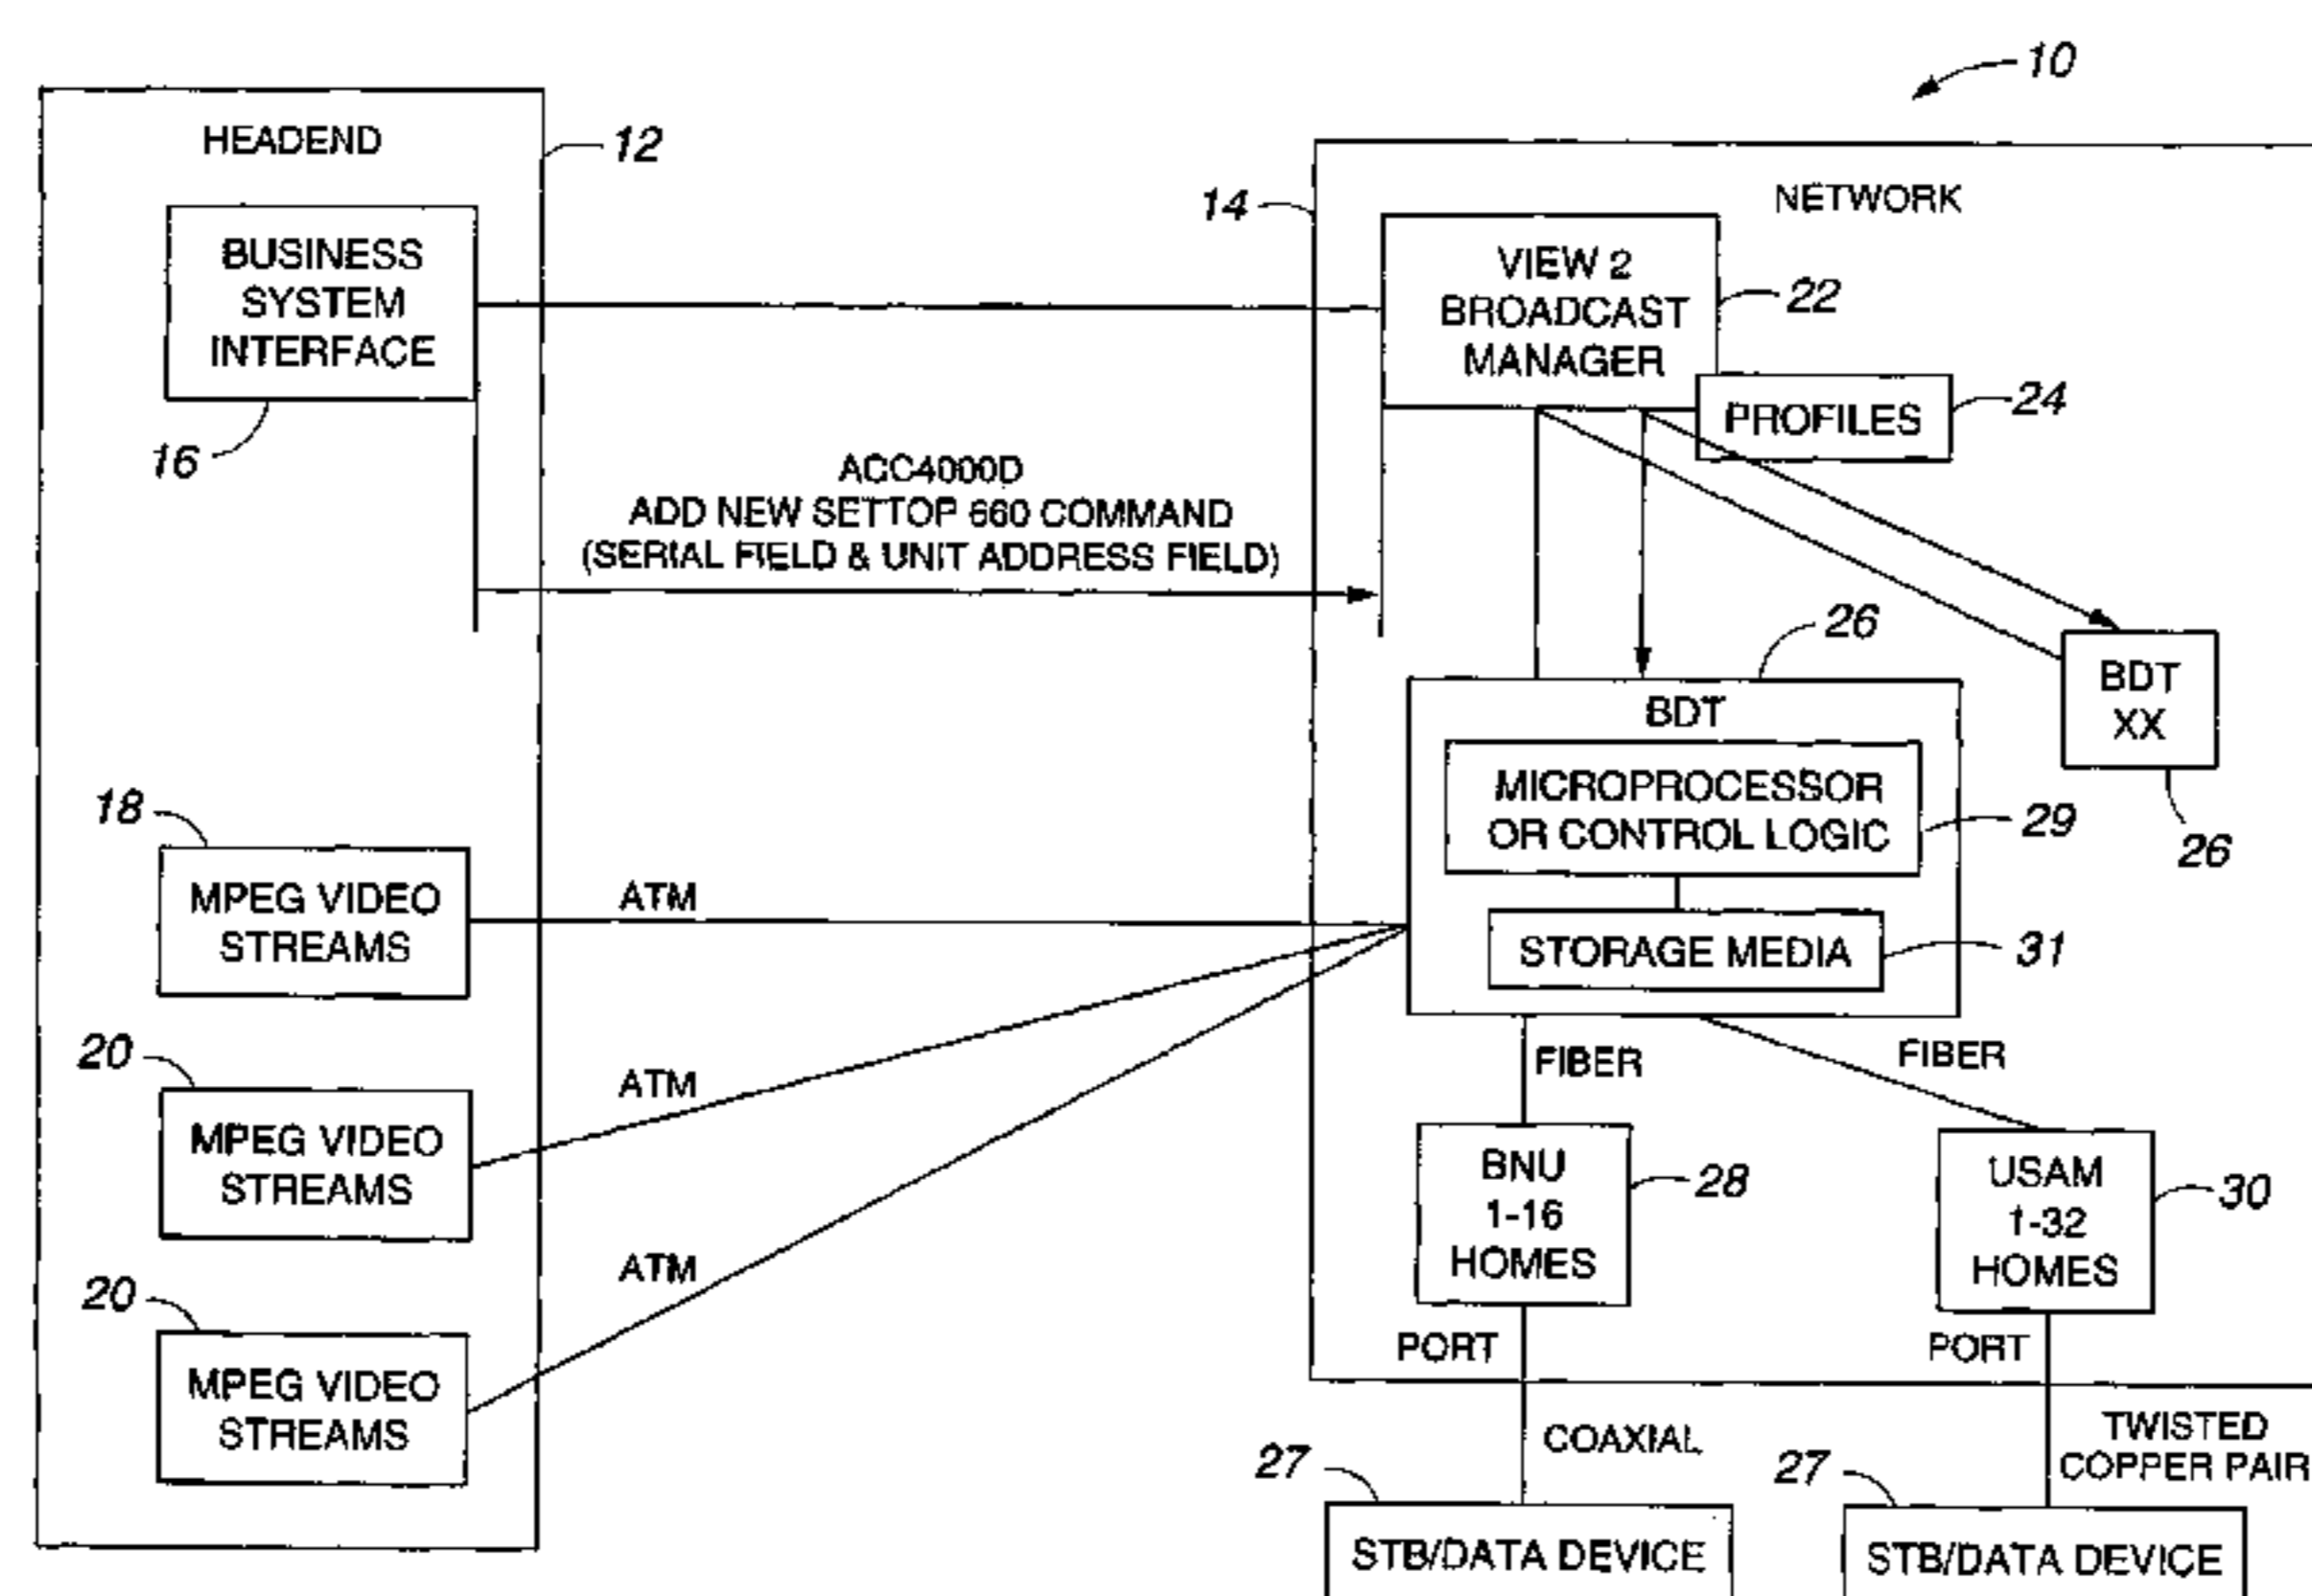 10
HEADEND
12
BUSINESS
SYSTEM
INTERFACE
16
14
NETWORK
VIEW 2
BROADCAST
MANAGER
22
PROFILES
24
ACC4000D
ADD NEW SETTOP 660 COMMAND
(SERIAL FIELD & UNIT ADDRESS FIELD)
26
BDT
XX
26
BDT
MICROPROCESSOR
OR CONTROL LOGIC
29
STORAGE MEDIA
31
18
MPEG VIDEO
STREAMS
ATM
20
MPEG VIDEO
STREAMS
ATM
20
MPEG VIDEO
STREAMS
ATM
FIBER
FIBER
BNU
1-16
HOMES
28
USAM
1-32
HOMES
30
PORT
PORT
COAXIAL
TWISTED
COPPER PAIR
27
STB/DATA DEVICE
27
STB/DATA DEVICE